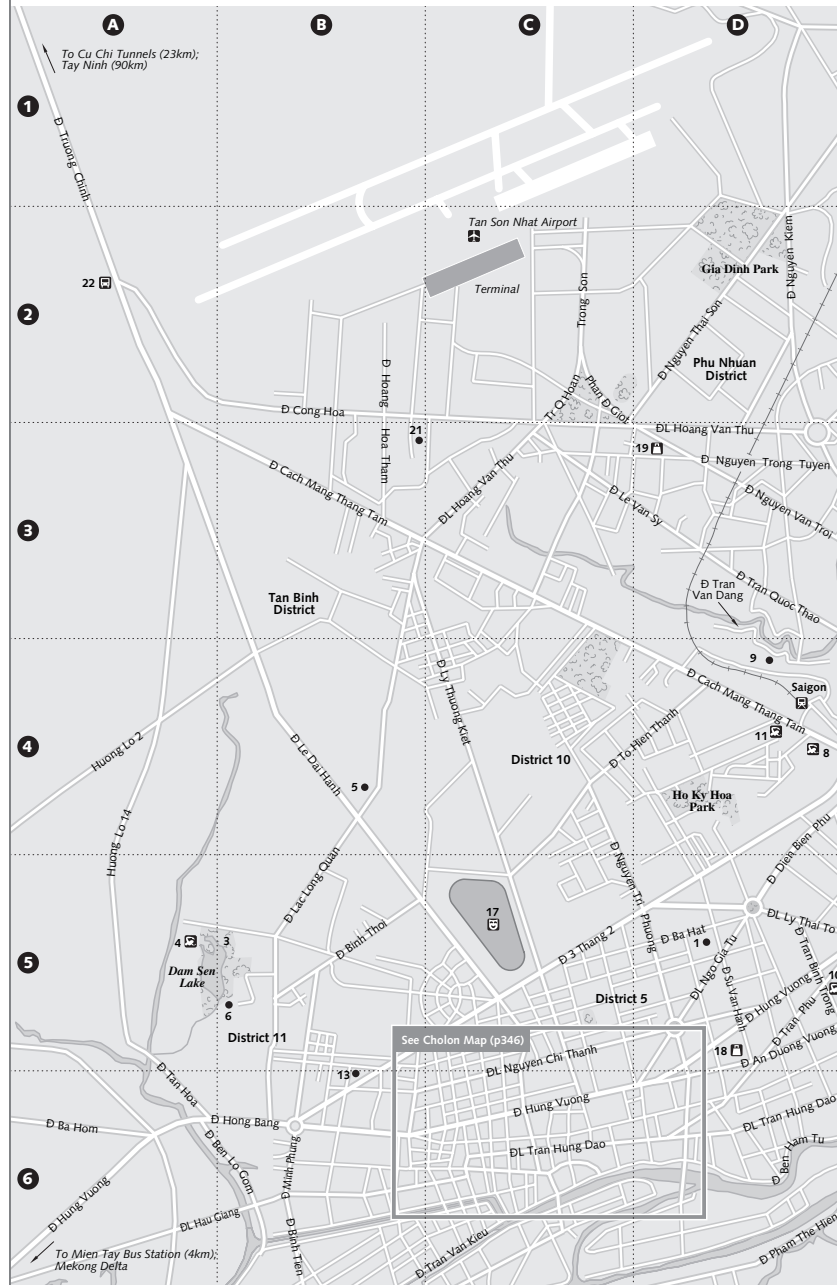 A
B
C
D
To Cu Chi Tunnels (23km);
Tay Ninh (90km)
1
Đ Truong Chinh
Tan Son Nhat Airport
Terminal
Gia Dinh Park
Đ Nguyen Kiem
22
2
Trong Son
Đ Nguyen Thai Son
Phu Nhuan
District
Đ Hoang Hoa Tham
Đ Cong Hoa
Tr Q Hoan
Phan Đ Giot
21
ĐL Hoang Van Thu
19
Đ Nguyen Trong Tuyen
Đ Cach Mang Thang Tam
ĐL Hoang Van Thu
Đ Le Van Sy
Đ Nguyen Van Troi
3
Tan Binh
District
Đ Tran
Van Dang
Đ Tran Quoc Thao
9
Saigon
Đ Ly Thuong Kiet
Đ Cach Mang Thang Tam
11
8
4
Huong Lo 2
Đ Le Dai Hanh
District 10
Đ To Hien Thanh
5
Ho Ky Hoa
Park
Huong Lo 14
Đ Dien Bien Phu
Đ Lac Long Quan
Đ Nguyen Tri Phuong
17
ĐL Ly Thai To
4
3
Đ Binh Thoi
Đ 3 Thang 2
Đ Ba Hat
1
5
Dam Sen
Lake
ĐL Ngo Gia Tu
Đ Su Van Hanh
Đ Tran Binh Trong
10
6
District 5
Đ Hung Vuong
Đ Tran Phu
District 11
See Cholon Map (p346)
18
Đ An Duong Vuong
ĐL Nguyen Chi Thanh
13
Đ Tan Hoa
Đ Hung Vuong
Đ Ba Hom
Đ Hong Bang
ĐL Tran Hung Dao
ĐL Tran Hung Dao
Đ Ben Ham Tu
6
Đ Ben Lo Gom
Đ Minh Phung
Đ Hung Vuong
ĐL Hau Giang
Đ Binh Tien
Đ Tran Van Kieu
Đ Pham The Hien
To Mien Tay Bus Station (4km);
Mekong Delta